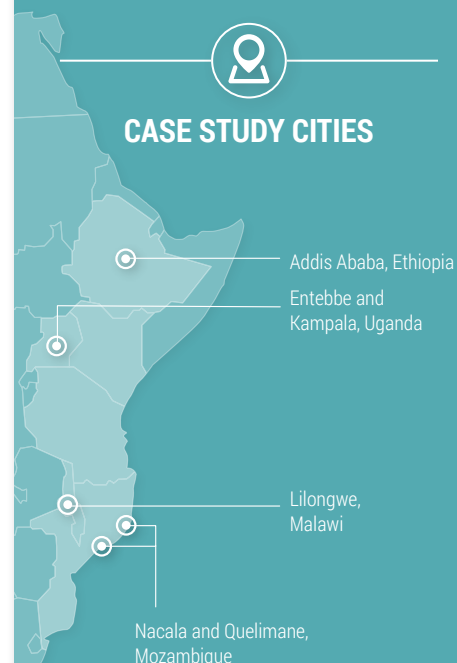 CASE STUDY CITIES
Addis Ababa, Ethiopia
Entebbe and
Kampala, Uganda
Lilongwe,
Malawi
Nacala and Quelimane,
Mozambique